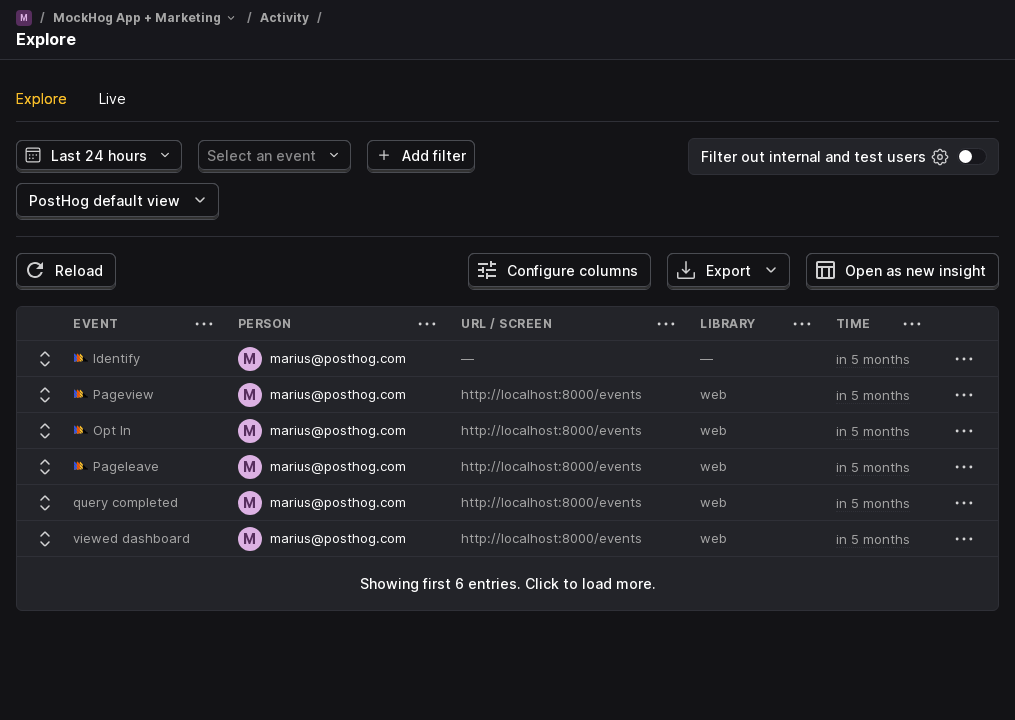 M / MockHog App + Marketing / Activity /
Explore
Explore Live
Last 24 hours Select an event Add filter Filter out internal and test users
PostHog default view
Reload Configure columns Export Open as new insight
EVENT PERSON URL / SCREEN LIBRARY TIME
Identify M marius@posthog.com — — in 5 months
Pageview M marius@posthog.com http://localhost:8000/events web in 5 months
Opt In M marius@posthog.com http://localhost:8000/events web in 5 months
Pageleave M marius@posthog.com http://localhost:8000/events web in 5 months
query completed M marius@posthog.com http://localhost:8000/events web in 5 months
viewed dashboard M marius@posthog.com http://localhost:8000/events web in 5 months
Showing first 6 entries. Click to load more.